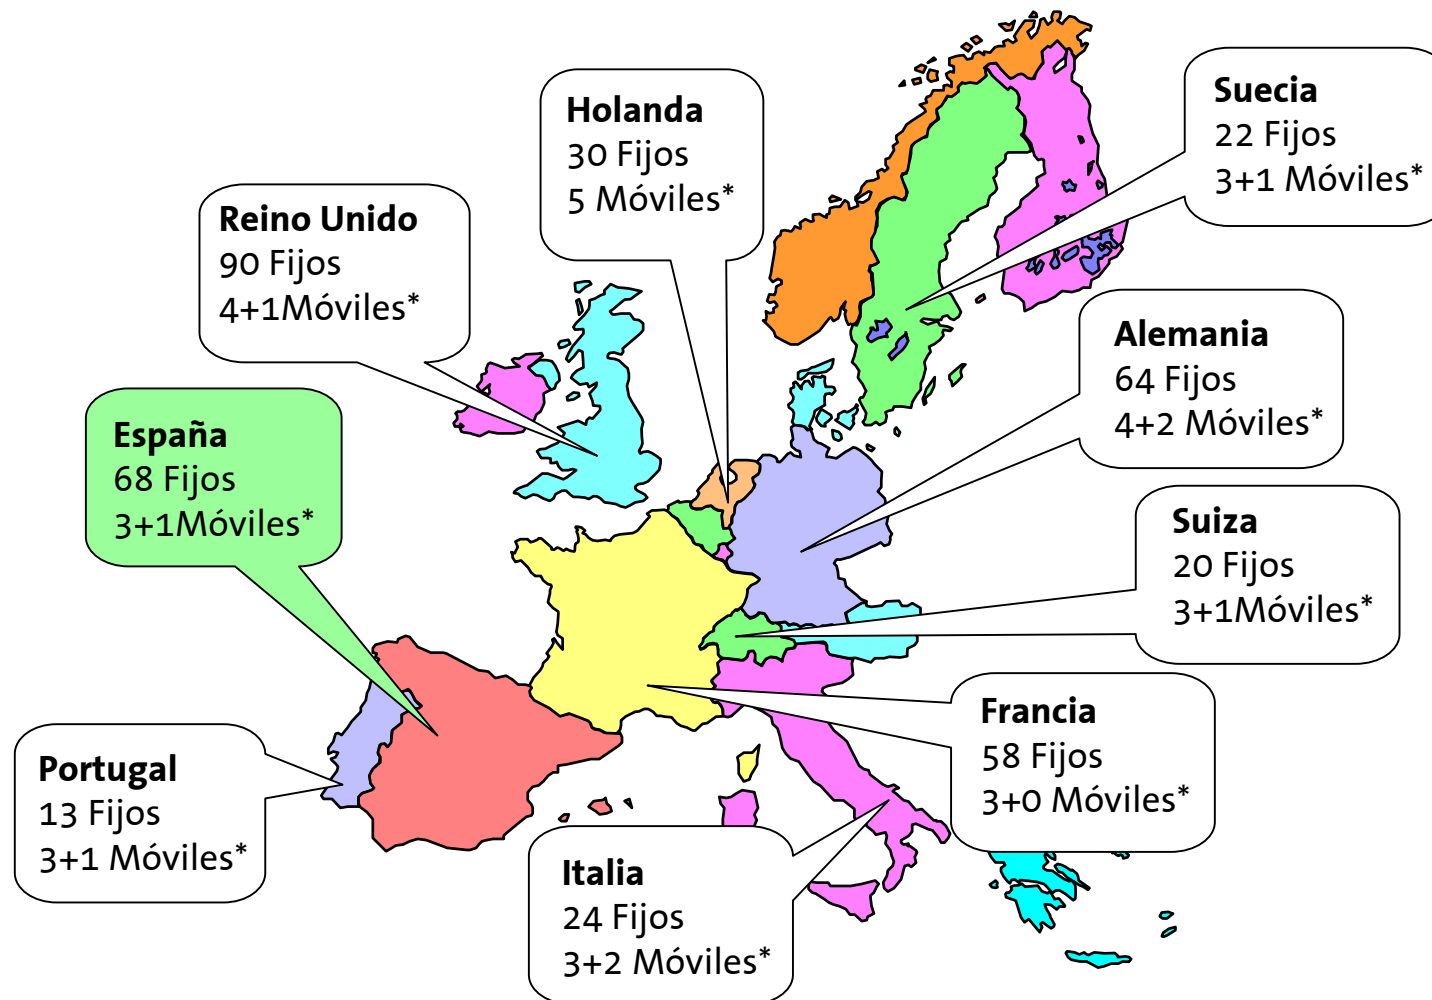 Holanda
30 Fijos
5 Móviles*
Suecia
22 Fijos
3+1 Móviles*
Reino Unido
90 Fijos
4+1Móviles*
Alemania
64 Fijos
4+2 Móviles*
España
68 Fijos
3+1Móviles*
Suiza
20 Fijos
3+1Móviles*
Francia
58 Fijos
3+0 Móviles*
Portugal
13 Fijos
3+1 Móviles*
Italia
24 Fijos
3+2 Móviles*